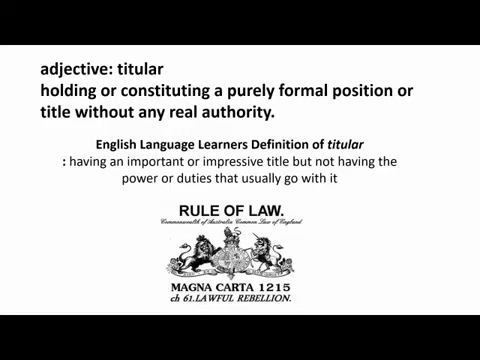 adjective: titular
holding or constituting a purely formal position or
title without any real authority.
English Language Learners Definition of titular
: having an important or impressive title but not having the
power or duties that usually go with it
RULE OF LAW.
Commonwealth of Australia Common Law of England
MAGNA CARTA 1215
ch 61.LAWFUL REBELLION.